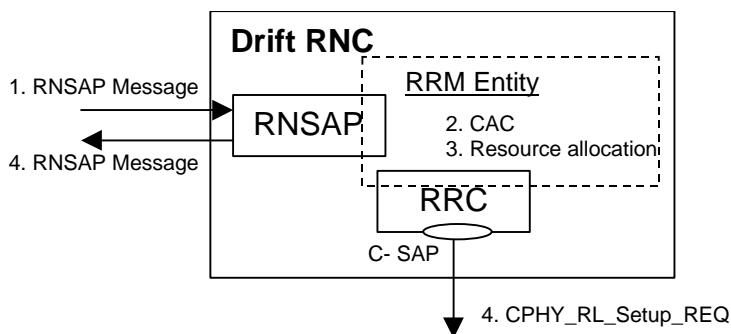 Drift RNC
1. RNSAP Message
RRM Entity
RNSAP
2. CAC
3. Resource allocation
4. RNSAP Message
RRC
C- SAP
4. CPHY_RL_Setup_REQ